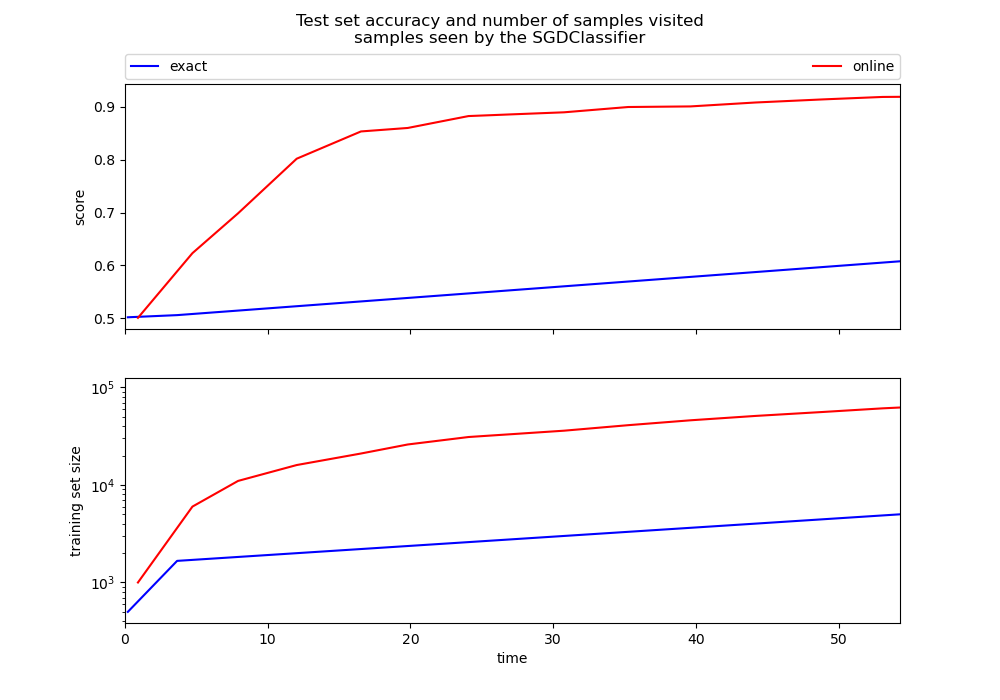 Test set accuracy and number of samples visited
samples seen by the SGDClassifier
exact
online
0.9
0.8
0.7
0.6
0.5
score
10^5
10^4
10^3
training set size
0 10 20 30 40 50
time